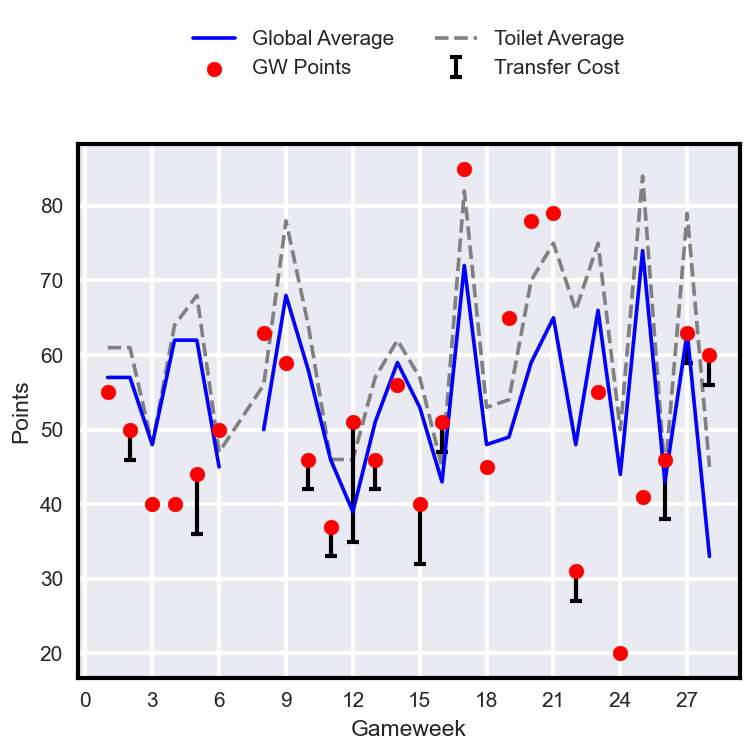 Global Average
Toilet Average
GW Points
Transfer Cost
80
70
60
50
40
30
20
Points
0 3 6 9 12 15 18 21 24 27
Gameweek